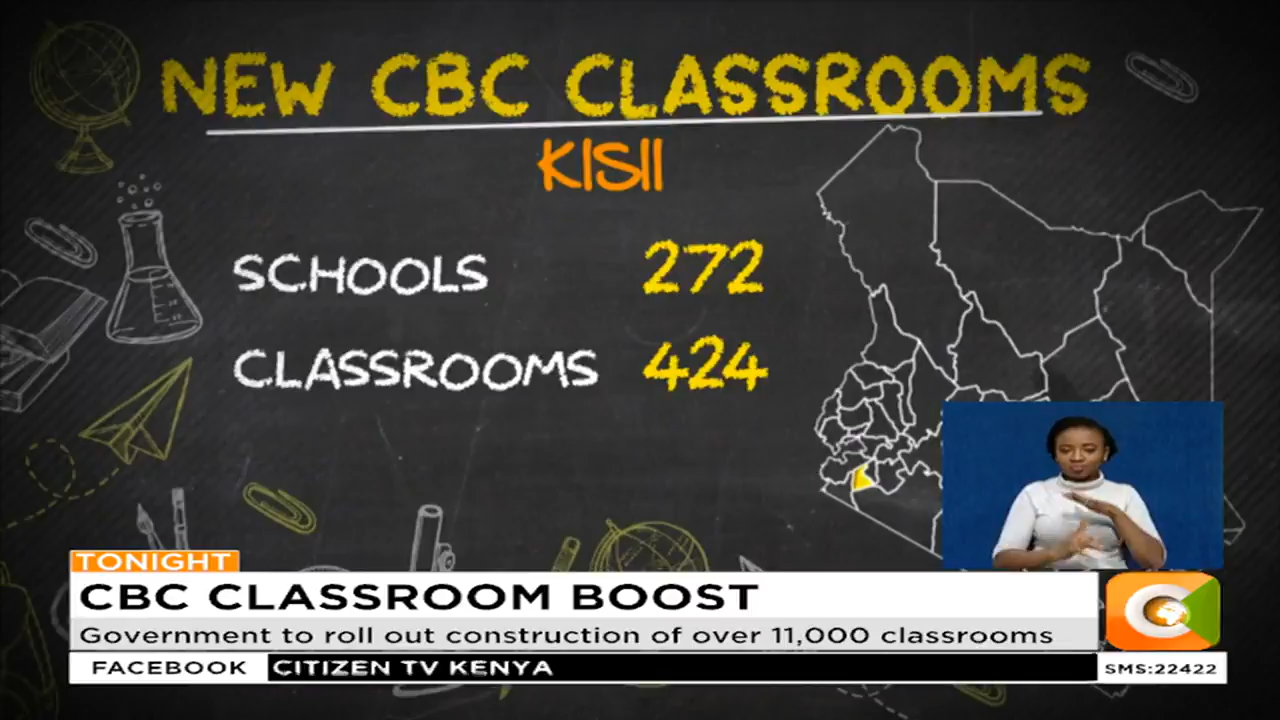 NEW CBC CLASSROOMS
KISII
SCHOOLS 272
CLASSROOMS 424
TONIGHT
CBC CLASSROOM BOOST
Government to roll out construction of over 11,000 classrooms
FACEBOOK CITIZEN TV KENYA
SMS:22422